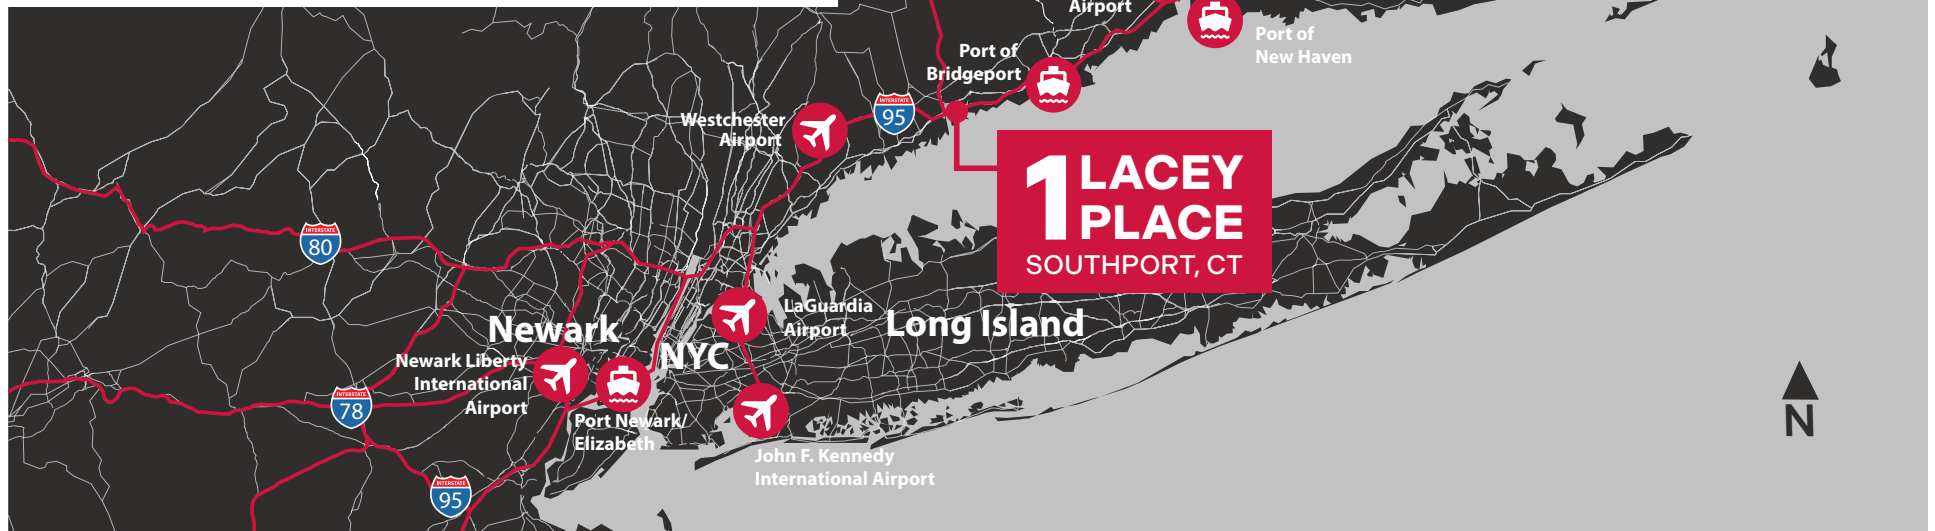 Airport
Port of
New Haven
Port of
Bridgeport
INTERSTATE
95
Westchester
Airport
1 LACEY
PLACE
SOUTHPORT, CT
INTERSTATE
80
LaGuardia
Airport
Long Island
Newark
NYC
Newark Liberty
International
Airport
INTERSTATE
78
Port Newark/
Elizabeth
John F. Kennedy
International Airport
INTERSTATE
95
N